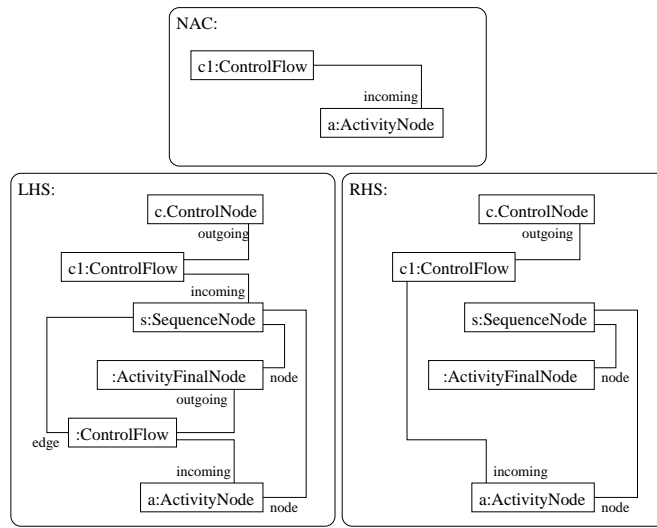 NAC:
c1:ControlFlow
incoming
a:ActivityNode
LHS:
c.ControlNode
outgoing
c1:ControlFlow
incoming
s:SequenceNode
:ActivityFinalNode
node
outgoing
edge
:ControlFlow
incoming
a:ActivityNode
node
RHS:
c.ControlNode
outgoing
c1:ControlFlow
s:SequenceNode
:ActivityFinalNode
node
incoming
a:ActivityNode
node